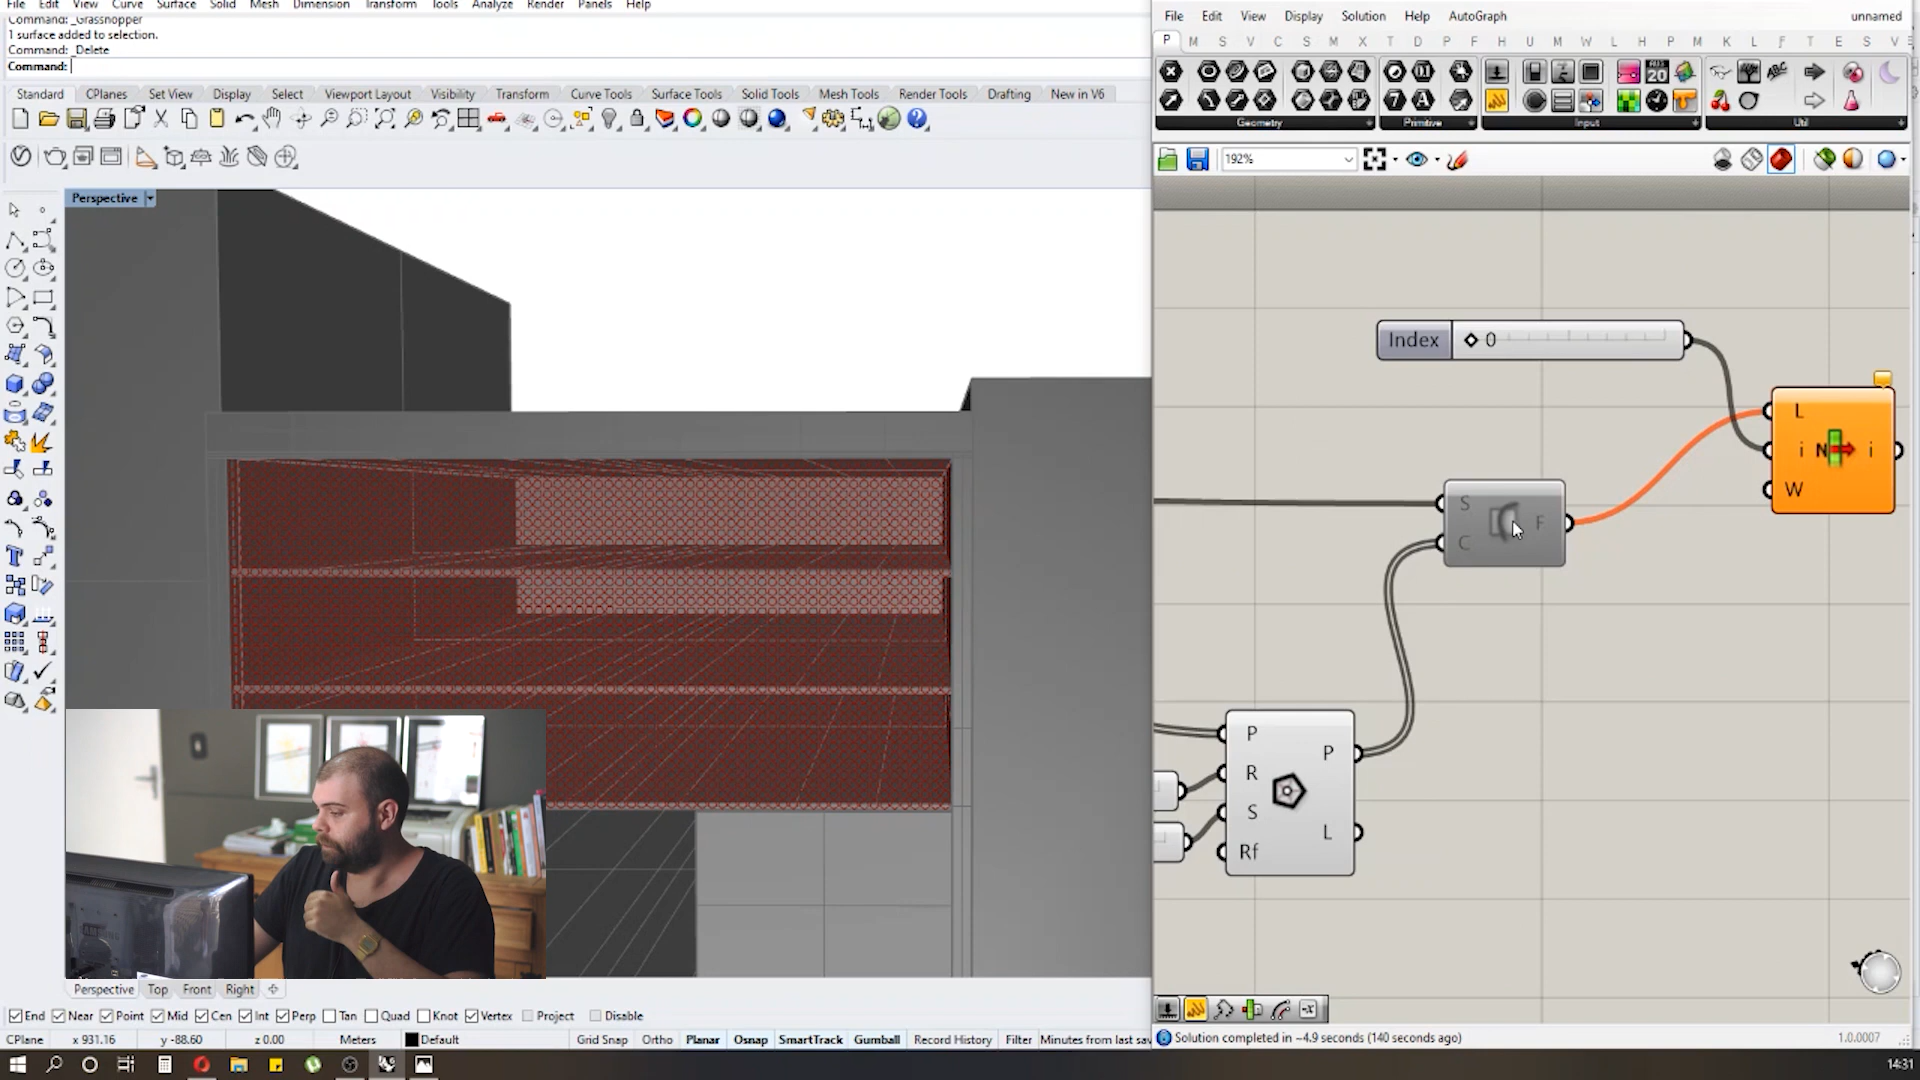 File Edit View Curve Surface Solid Mesh Dimension Transform Tools Analyze Render Panels Help
Command: _Grasshopper
1 surface added to selection.
Command: _Delete
Command:
Standard CPlanes Set View Display Select Viewport Layout Visibility Transform Curve Tools Surface Tools Solid Tools Mesh Tools Render Tools Drafting New in V6
Perspective
Perspective Top Front Right
End Near Point Mid Cen Int Perp Tan Quad Knot Vertex Project Disable
CPlane x 931.16 y -88.60 z 0.00 Meters Default Grid Snap Ortho Planar Osnap SmartTrack Gumball Record History Filter Minutes from last sav
File Edit View Display Solution Help AutoGraph unnamed
P M S V C S M X T D P F H U M W L H P M K L F T E S V
Geometry Primitive Input Util
192%
Index 0
L
i N i
W
S
C F
P
R
S
Rf
P
L
Solution completed in ~4.9 seconds (140 seconds ago) 1.0.0007
14:31